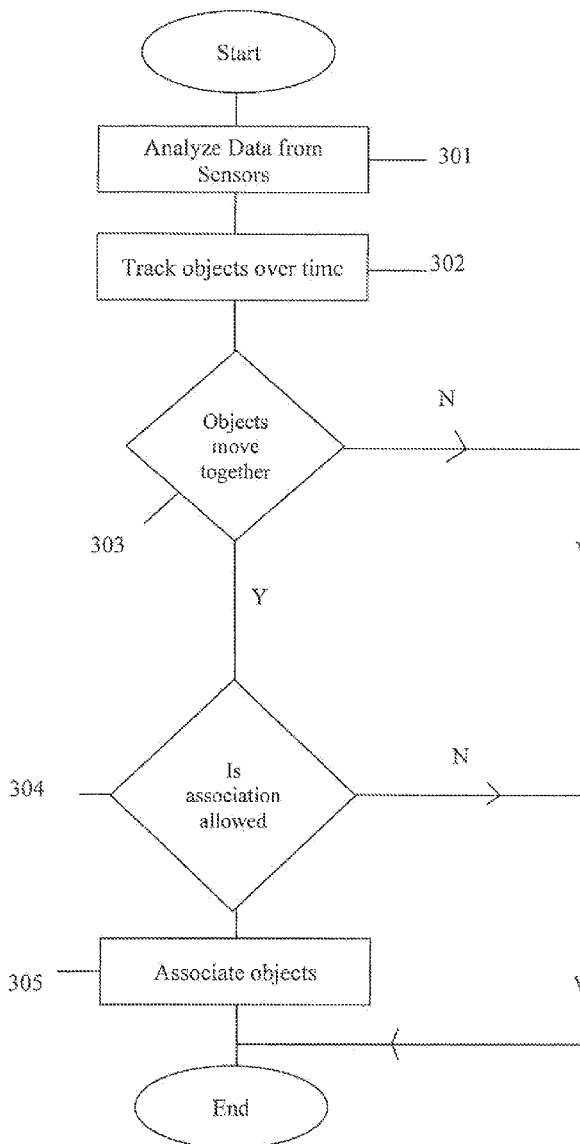 Start
Analyze Data from
Sensors
301
Track objects over time
302
N
Objects
move
together
303
Y
N
Is
association
allowed
304
Associate objects
305
End